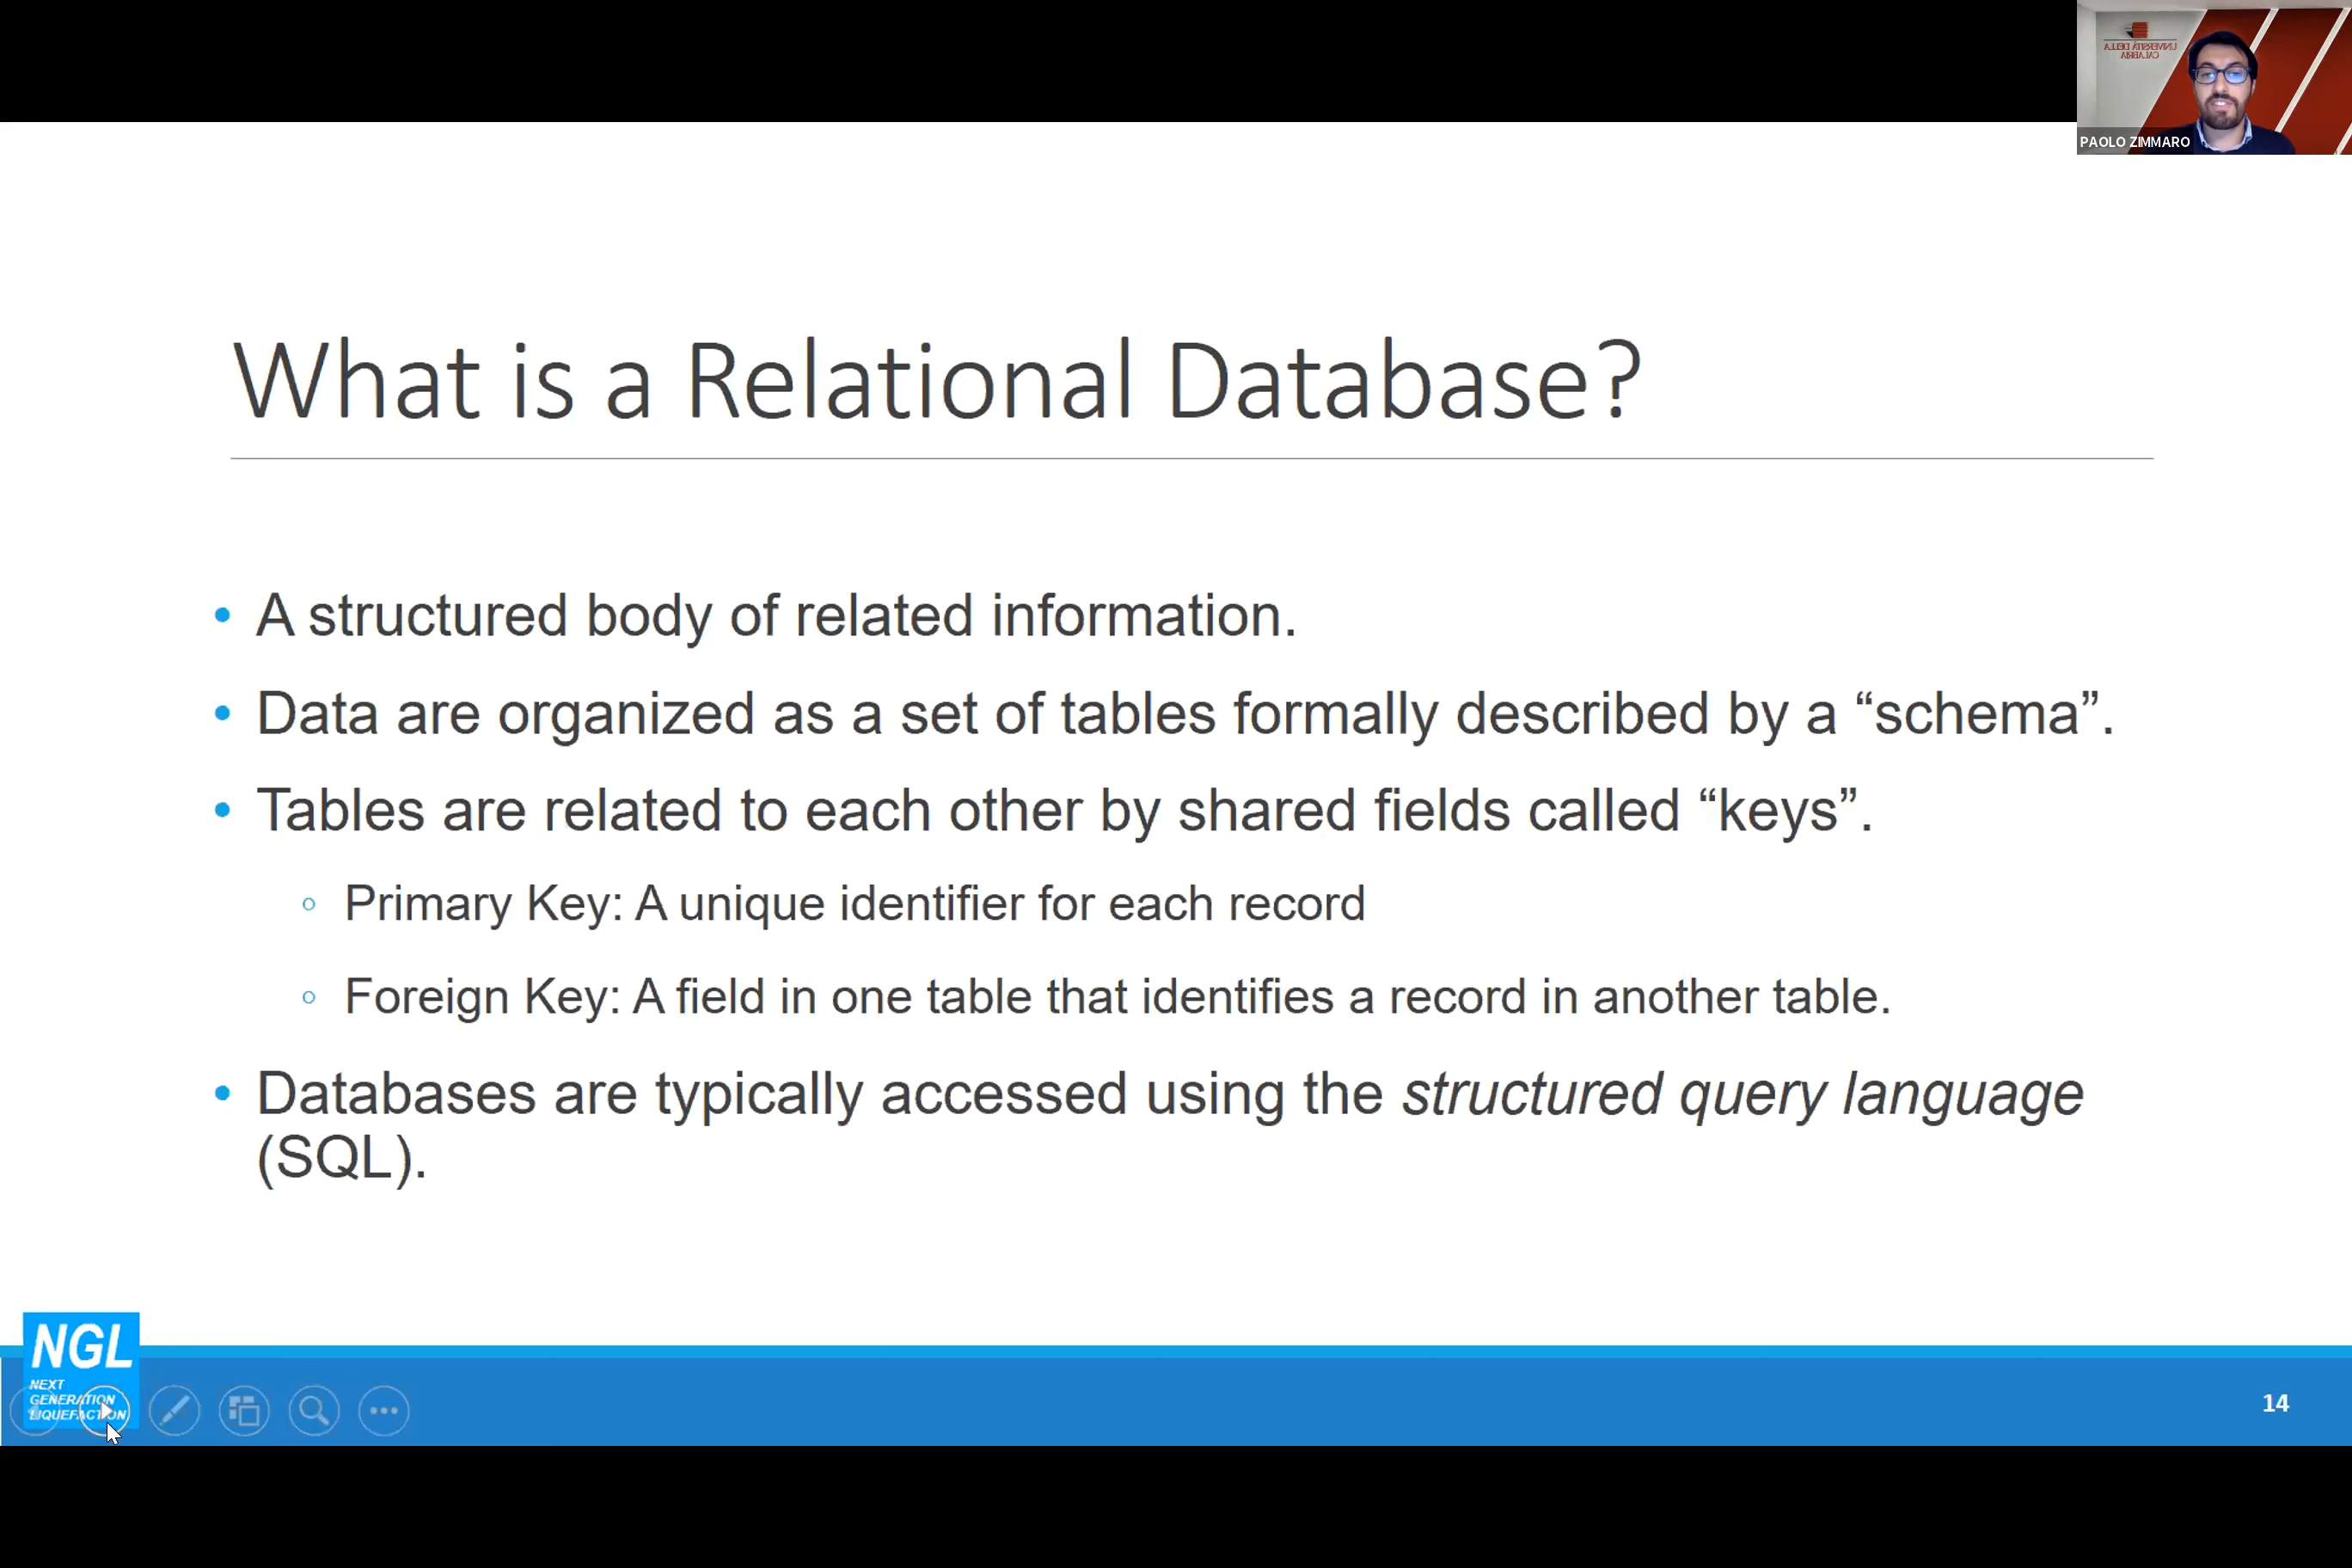 UNIVERSITÀ DELLA
CALABRIA
PAOLO ZIMMARO
What is a Relational Database?
• A structured body of related information.
• Data are organized as a set of tables formally described by a “schema”.
• Tables are related to each other by shared fields called “keys”.
◦ Primary Key: A unique identifier for each record
◦ Foreign Key: A field in one table that identifies a record in another table.
• Databases are typically accessed using the structured query language
(SQL).
NGL
NEXT
GENERATION
LIQUEFACTION
14